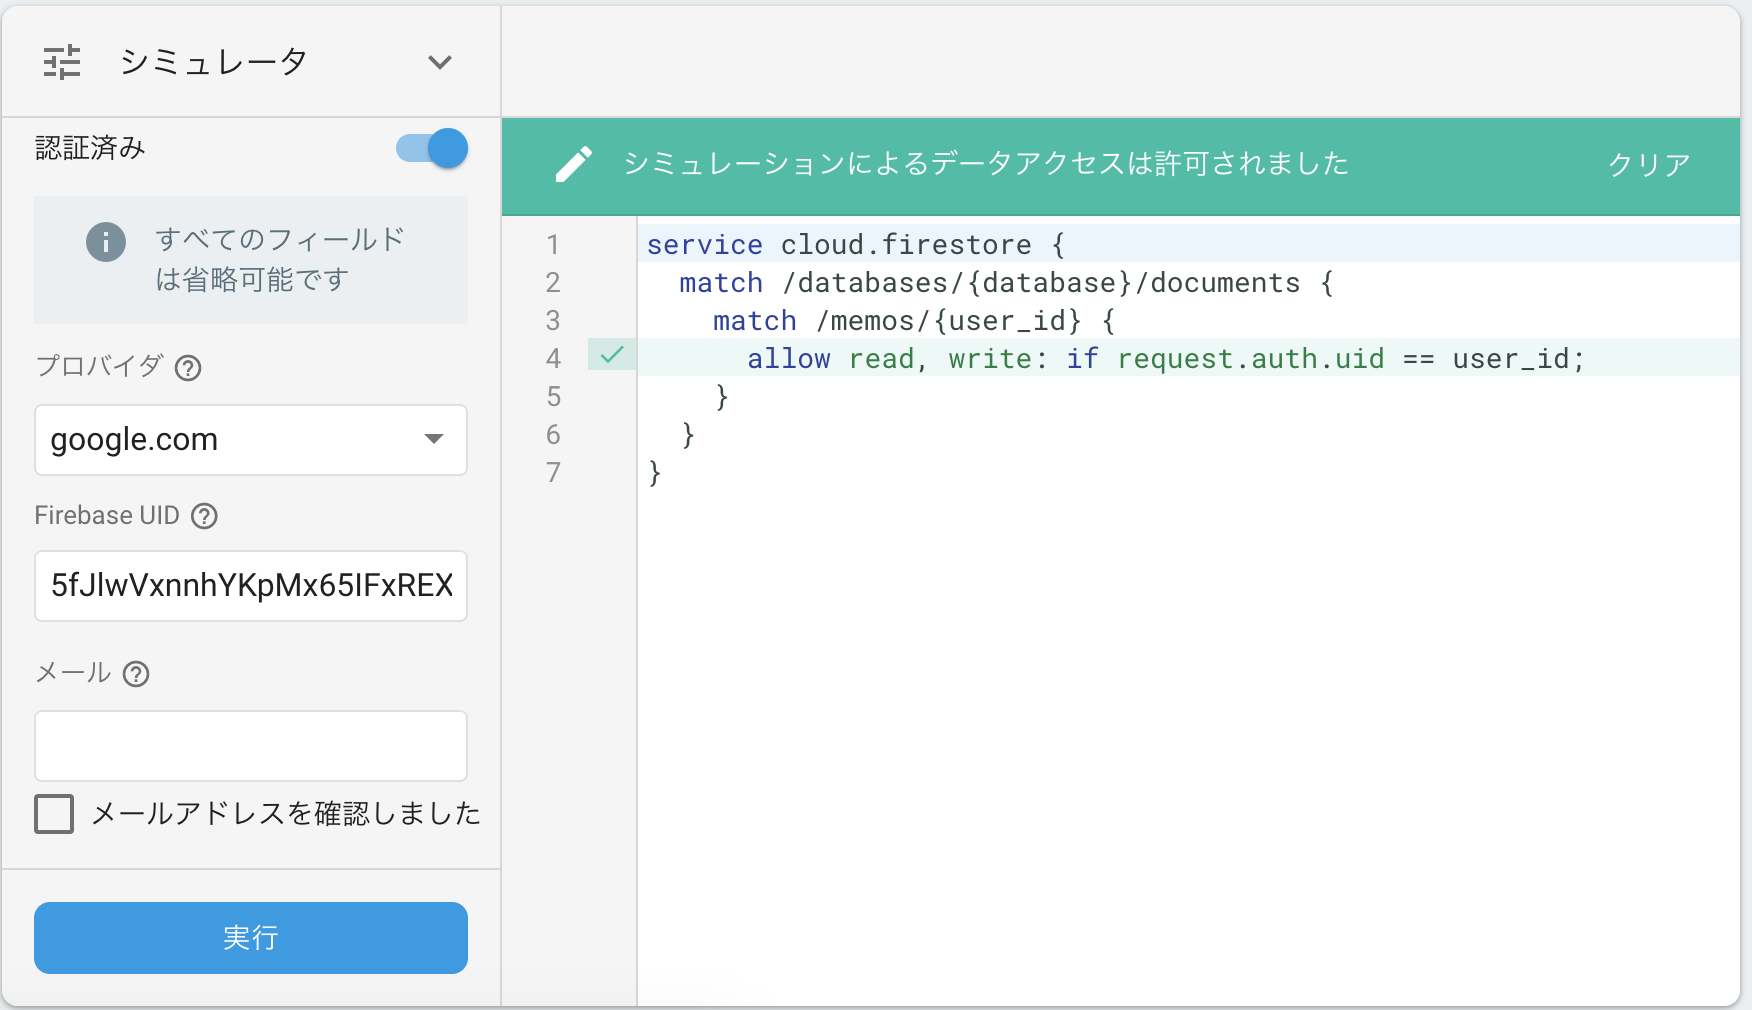 シミュレータ
認証済み
すべてのフィールド
は省略可能です
プロバイダ
google.com
Firebase UID
5fJlwVxnnhYKpMx65IFxREX
メール
メールアドレスを確認しました
実行
シミュレーションによるデータアクセスは許可されました
クリア
1 service cloud.firestore {
2   match /databases/{database}/documents {
3     match /memos/{user_id} {
4       allow read, write: if request.auth.uid == user_id;
5     }
6   }
7 }